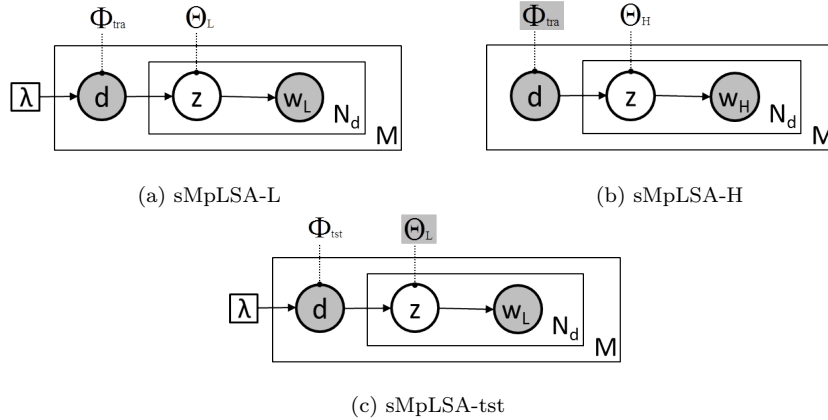 Φtra ΘL
λ d z wL
Nd
M
(a) sMpLSA-L
Φtra ΘH
d z wH
Nd
M
(b) sMpLSA-H
Φtst ΘL
λ d z wL
Nd
M
(c) sMpLSA-tst